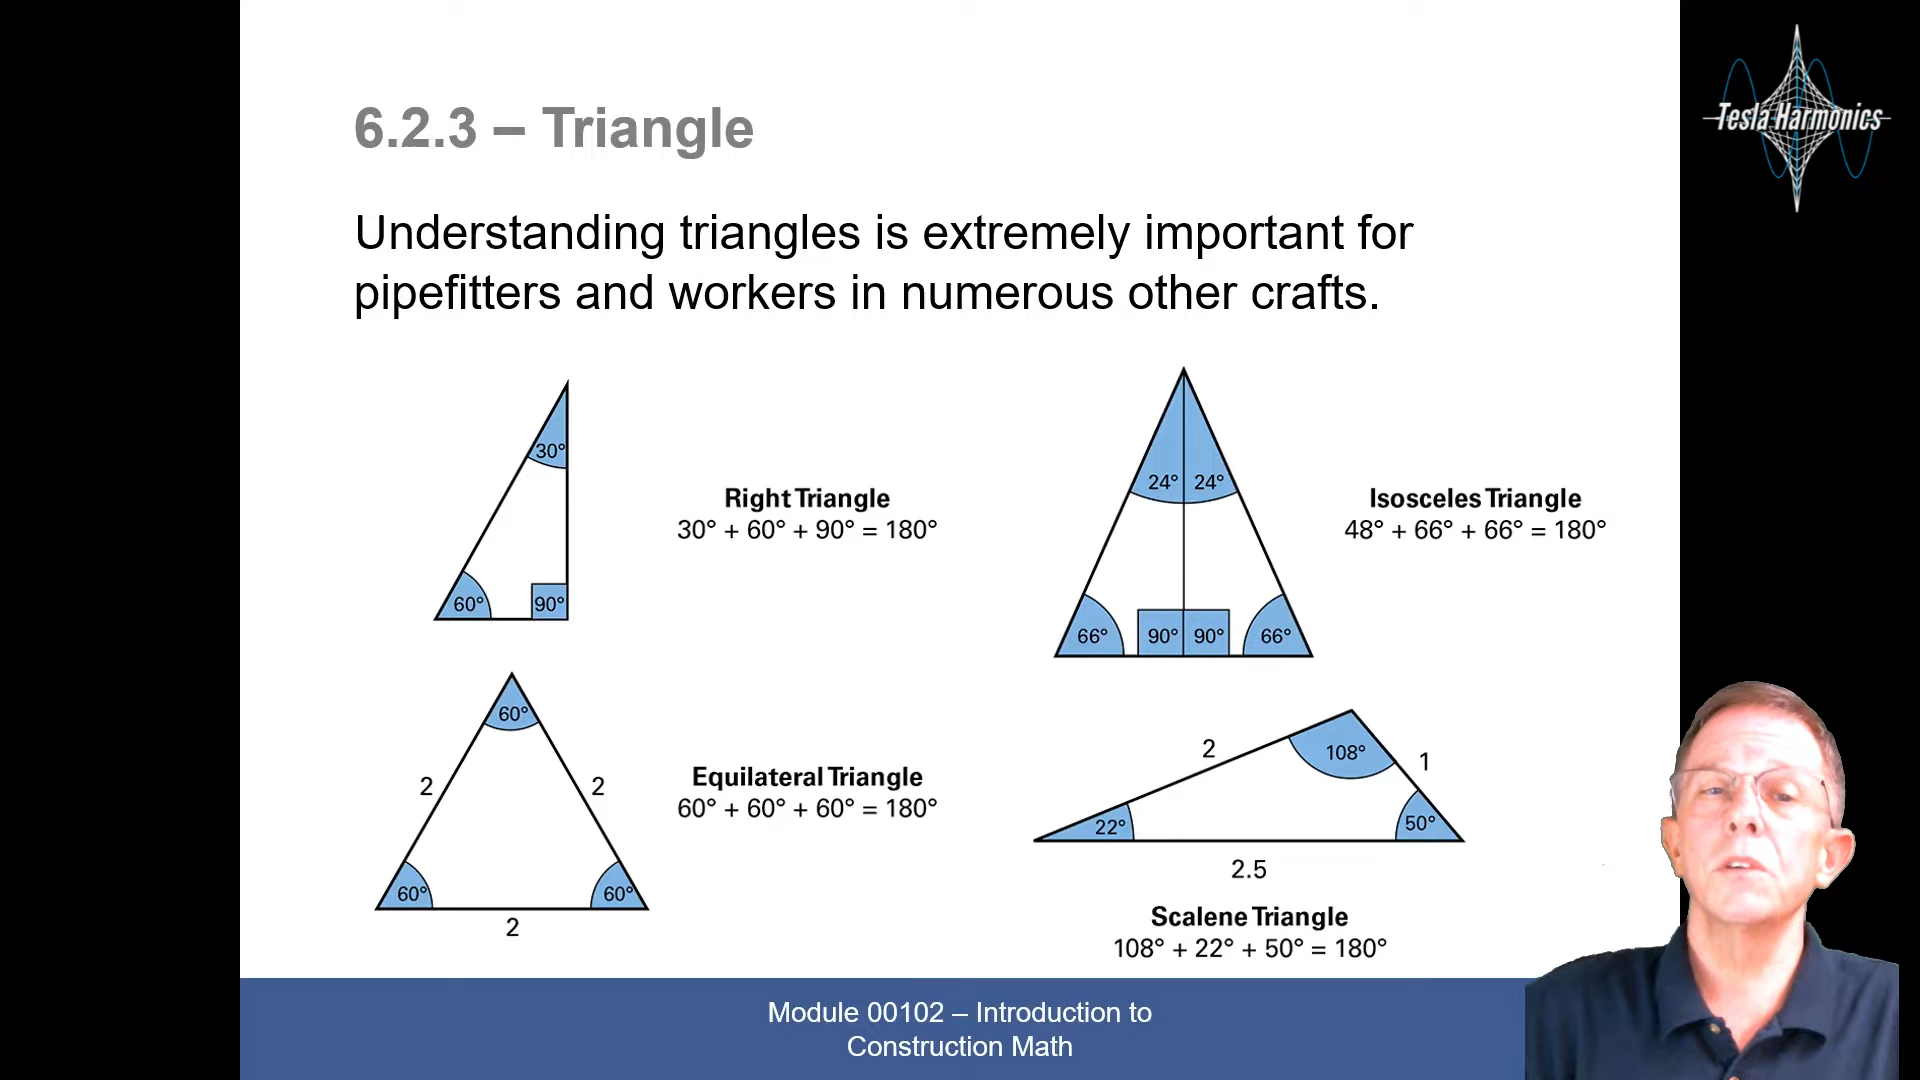 Tesla Harmonics
6.2.3 – Triangle
Understanding triangles is extremely important for
pipefitters and workers in numerous other crafts.
30°
60°
90°
Right Triangle
30° + 60° + 90° = 180°
24° 24°
66° 90° 90° 66°
Isosceles Triangle
48° + 66° + 66° = 180°
60°
2
2
60°
60°
2
Equilateral Triangle
60° + 60° + 60° = 180°
2
108°
1
22°
50°
2.5
Scalene Triangle
108° + 22° + 50° = 180°
Module 00102 – Introduction to
Construction Math